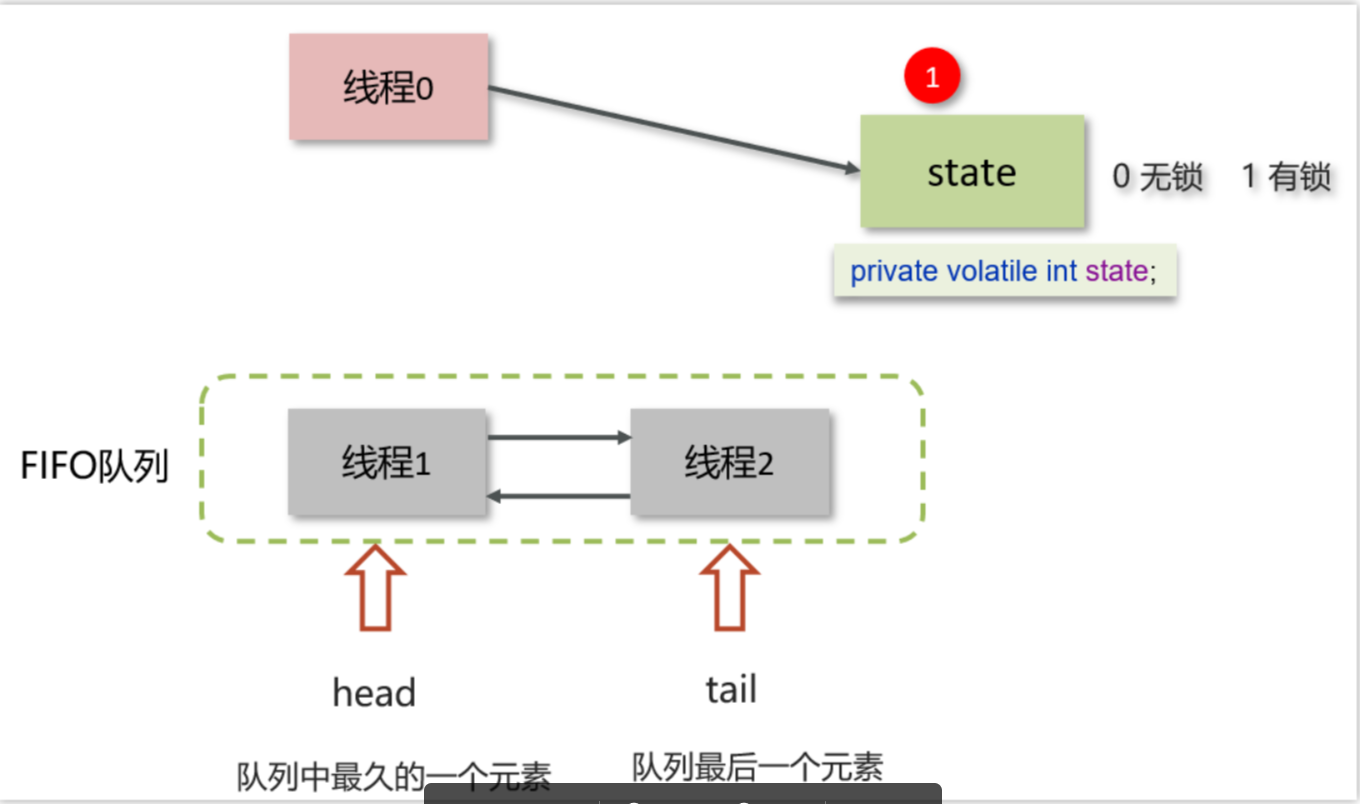 线程0
1
state
0 无锁 1 有锁
private volatile int state;
FIFO队列
线程1
线程2
head
tail
队列中最久的一个元素
队列最后一个元素